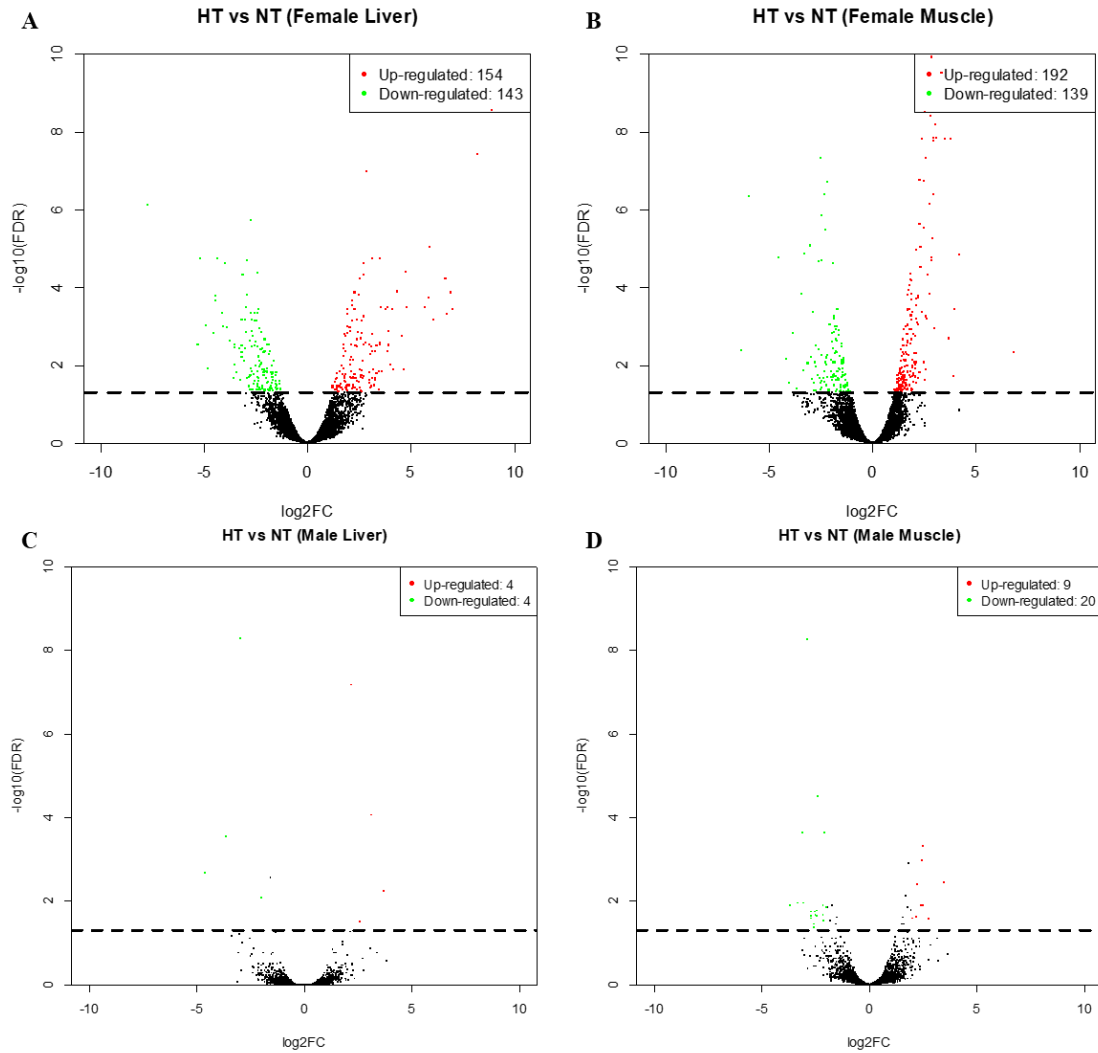 A
HT vs NT (Female Liver)
Up-regulated: 154
Down-regulated: 143
-log10(FDR)
10
8
6
4
2
0
-10
-5
0
5
10
log2FC
B
HT vs NT (Female Muscle)
Up-regulated: 192
Down-regulated: 139
-log10(FDR)
10
8
6
4
2
0
-10
-5
0
5
10
log2FC
C
HT vs NT (Male Liver)
Up-regulated: 4
Down-regulated: 4
-log10(FDR)
10
8
6
4
2
0
-10
-5
0
5
10
log2FC
D
HT vs NT (Male Muscle)
Up-regulated: 9
Down-regulated: 20
-log10(FDR)
10
8
6
4
2
0
-10
-5
0
5
10
log2FC